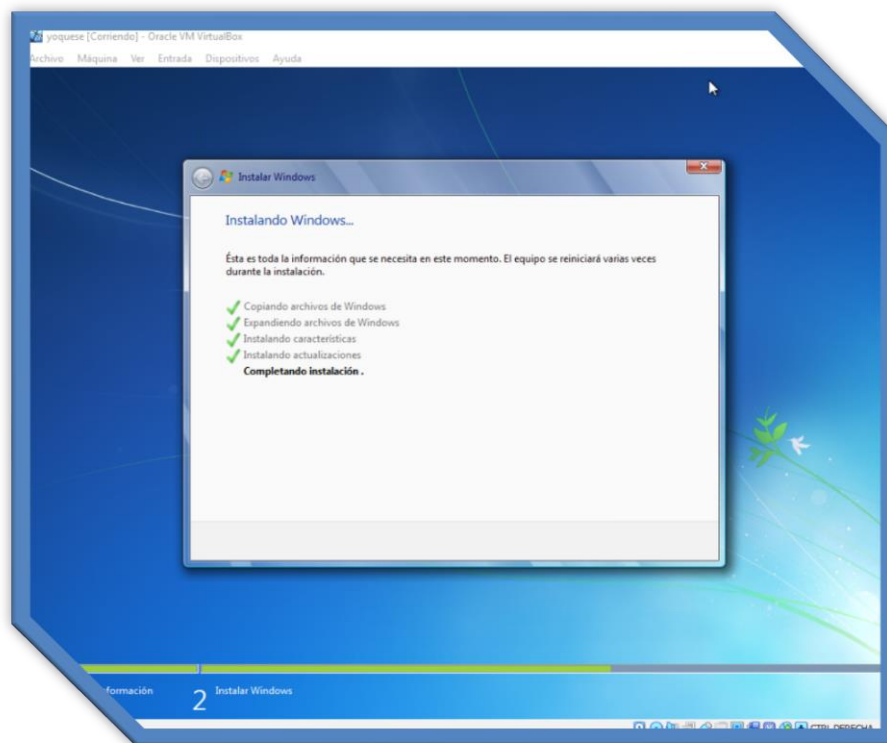 yoquese [Corriendo] - Oracle VM VirtualBox
Archivo Máquina Ver Entrada Dispositivos Ayuda
Instalar Windows
Instalando Windows...
Ésta es toda la información que se necesita en este momento. El equipo se reiniciará varias veces
durante la instalación.
Copiando archivos de Windows
Expandiendo archivos de Windows
Instalando características
Instalando actualizaciones
Completando instalación .
formación
2 Instalar Windows
CTRL DERECHA